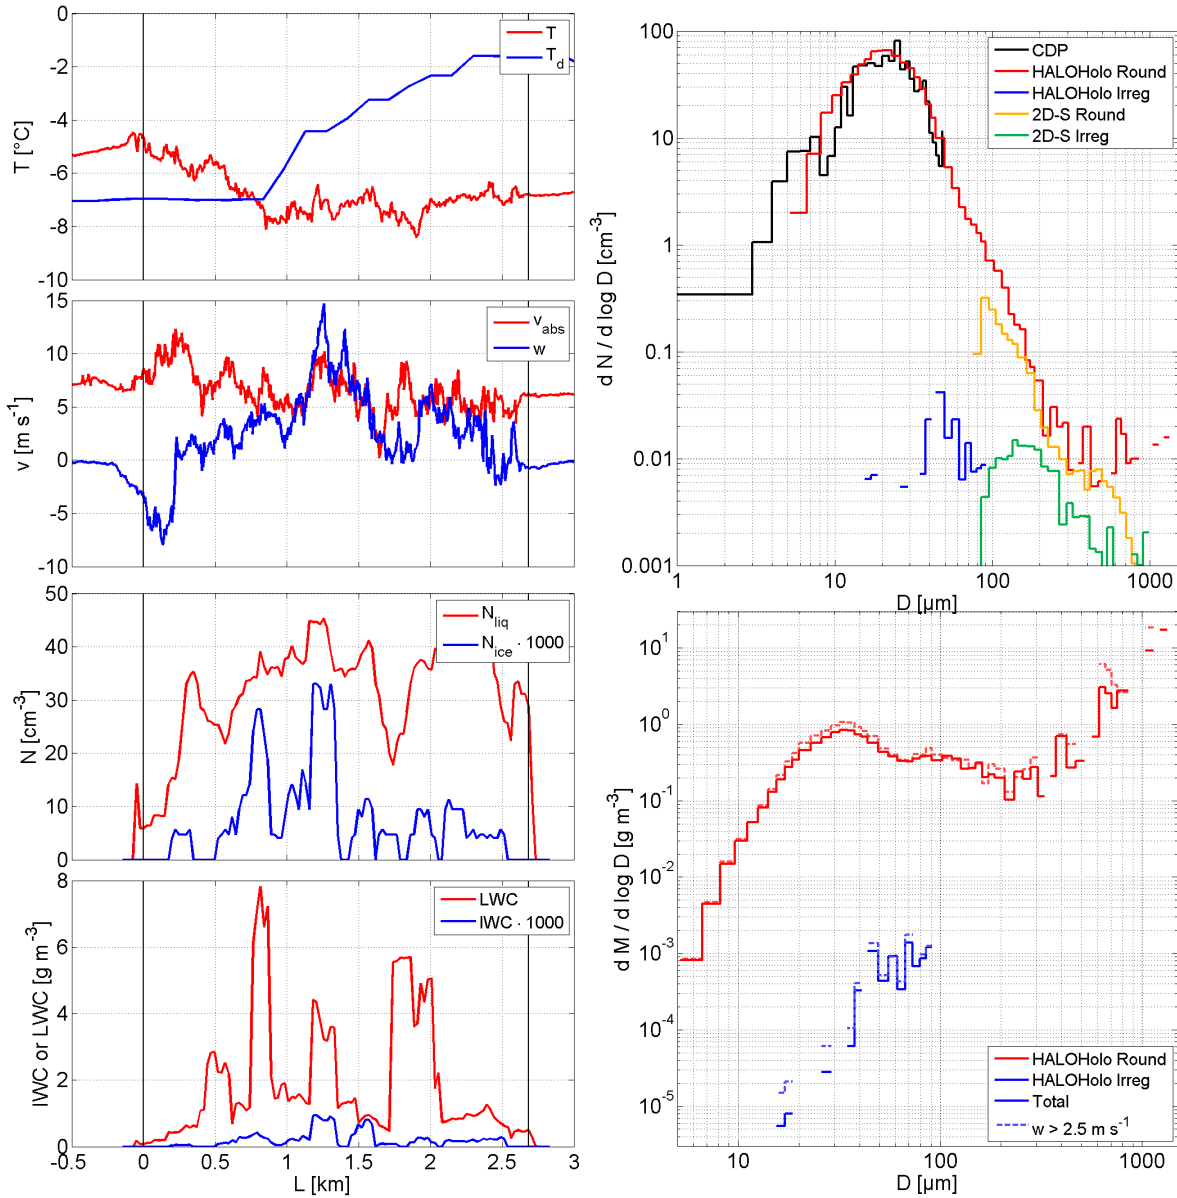 0
-2
-4
-6
-8
-10
T [°C]
T
T_d
15
10
5
0
-5
-10
v [m s^-1]
v_abs
w
50
40
30
20
10
0
N [cm^-3]
N_liq
N_ice · 1000
8
6
4
2
0
IWC or LWC [g m^-3]
LWC
IWC · 1000
-0.5 0 0.5 1 1.5 2 2.5 3
L [km]
100
10
1
0.1
0.01
0.001
d N / d log D [cm^-3]
CDP
HALOHolo Round
HALOHolo Irreg
2D-S Round
2D-S Irreg
1 10 100 1000
D [µm]
10^1
10^0
10^-1
10^-2
10^-3
10^-4
10^-5
d M / d log D [g m^-3]
HALOHolo Round
HALOHolo Irreg
Total
w > 2.5 m s^-1
10 100 1000
D [µm]